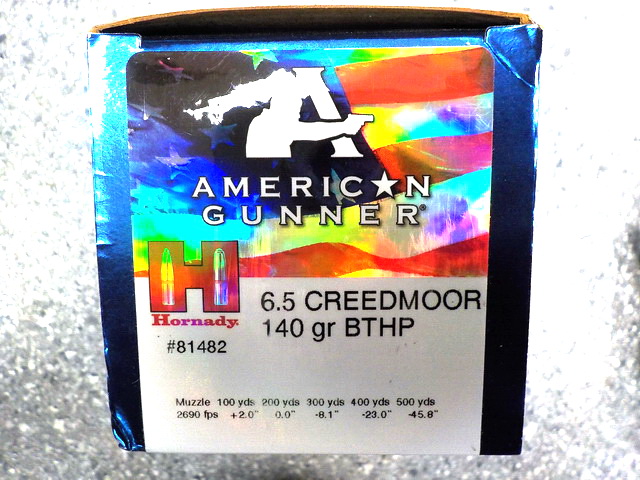 A
AMERICAN
GUNNER®
H
Hornady.
6.5 CREEDMOOR
140 gr BTHP
#81482
Muzzle 100 yds 200 yds 300 yds 400 yds 500 yds
2690 fps +2.0" 0.0" -8.1" -23.0" -45.8"